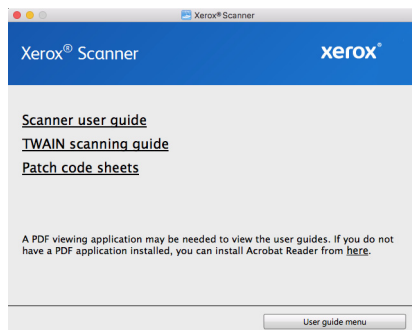 Xerox® Scanner
Xerox® Scanner
xerox®
Scanner user guide
TWAIN scanning guide
Patch code sheets
A PDF viewing application may be needed to view the user guides. If you do not
have a PDF application installed, you can install Acrobat Reader from here.
User guide menu